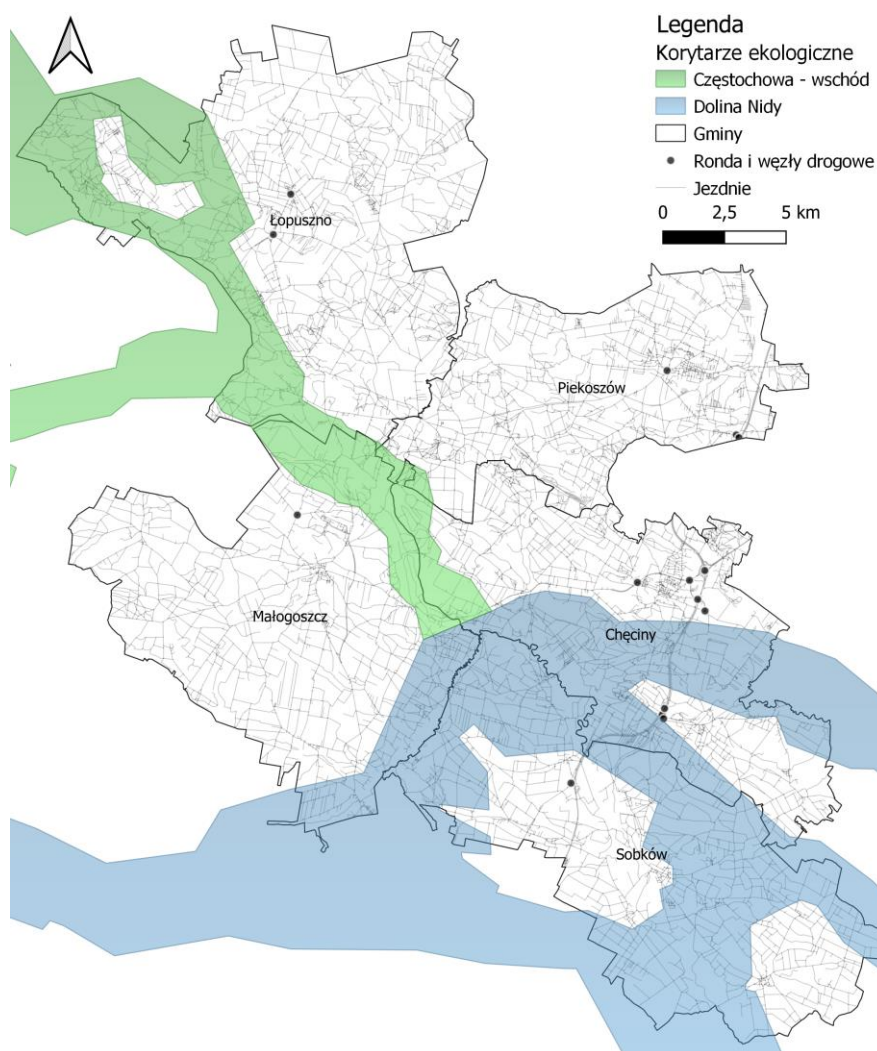 Legenda
Korytarze ekologiczne
Częstochowa - wschód
Dolina Nidy
Gminy
Ronda i węzły drogowe
Jezdnie
0 2,5 5 km
Łopuszno
Piekoszów
Małogoszcz
Chęciny
Sobków